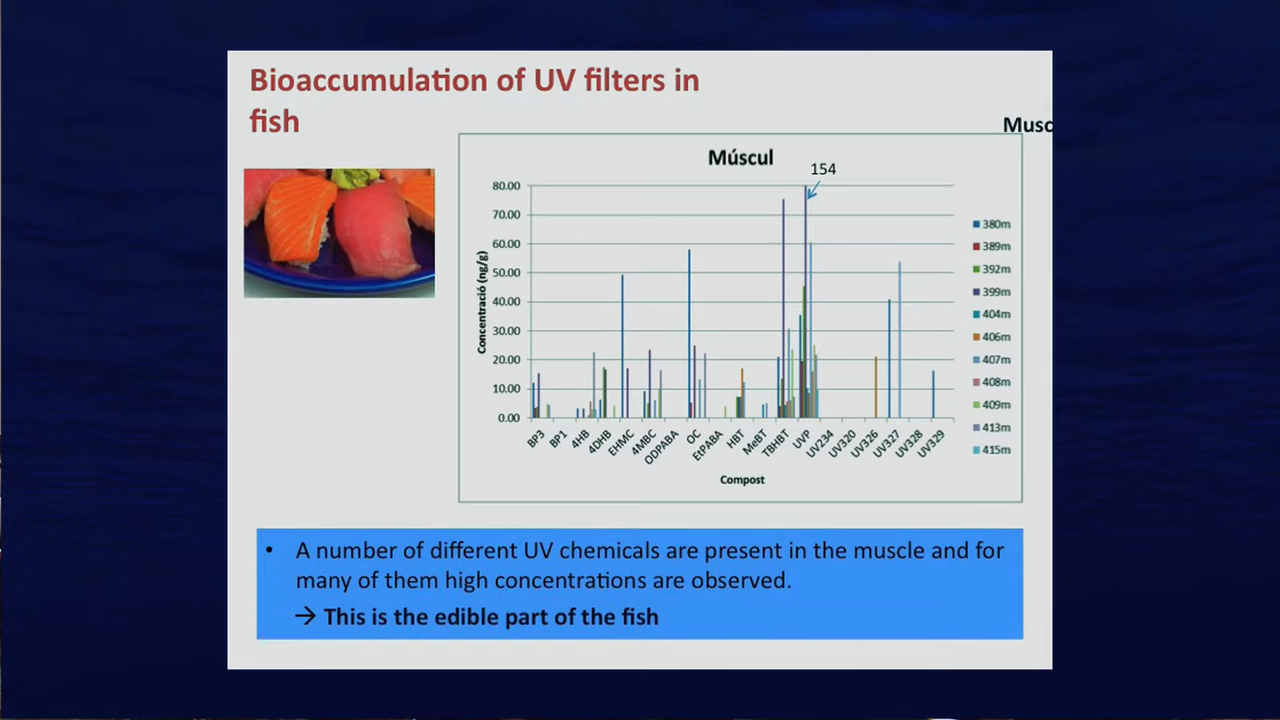 Bioaccumulation of UV filters in
fish
Musc
Múscul
154
80.00
70.00
60.00
50.00
40.00
30.00
20.00
10.00
0.00
Concentració (ng/g)
BP3
BP1
4HB
4DHB
EHMC
4MBC
ODPABA
OC
EtPABA
HBT
MeBT
TBHBT
UVP
UV234
UV320
UV326
UV327
UV328
UV329
Compost
380m
389m
392m
399m
404m
406m
407m
408m
409m
413m
415m
• A number of different UV chemicals are present in the muscle and for
many of them high concentrations are observed.
→ This is the edible part of the fish